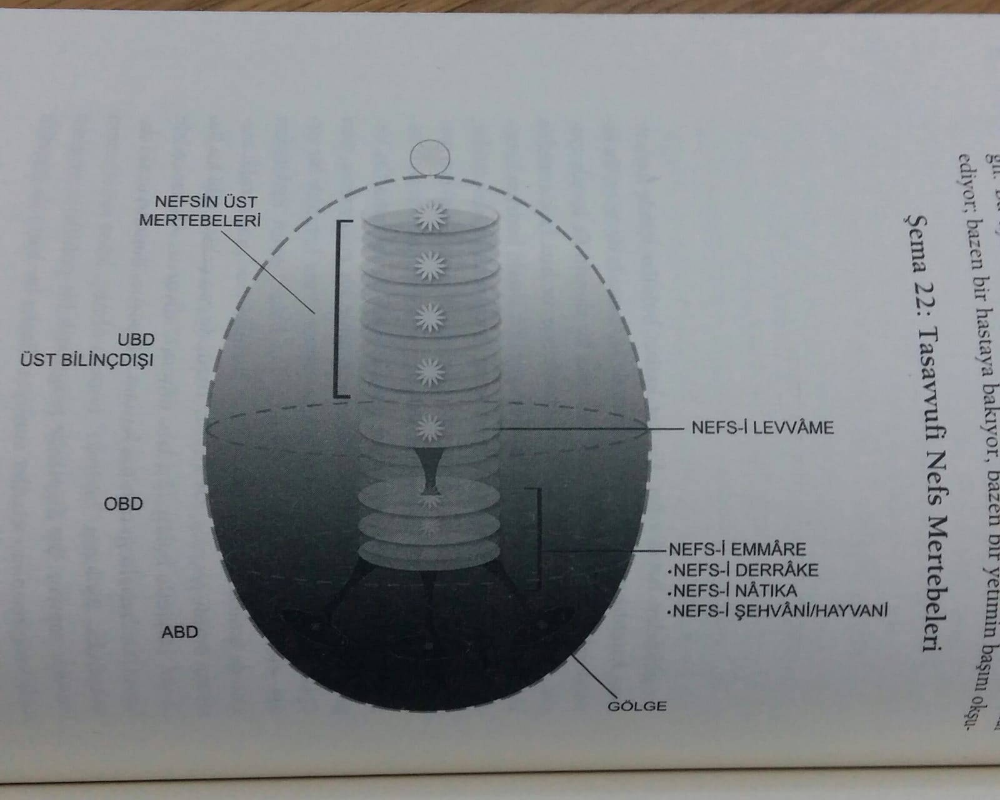 NEFSİN ÜST
MERTEBELERİ
UBD
ÜST BİLİNÇDIŞI
NEFS-İ LEVVÂME
OBD
NEFS-İ EMMÂRE
·NEFS-İ DERRÂKE
·NEFS-İ NÂTIKA
·NEFS-İ ŞEHVÂNİ/HAYVANİ
ABD
GÖLGE
Şema 22: Tasavvufi Nefs Mertebeleri
ediyor; bazen bir hastaya bakıyor, bazen bir yetimin başını okşu-